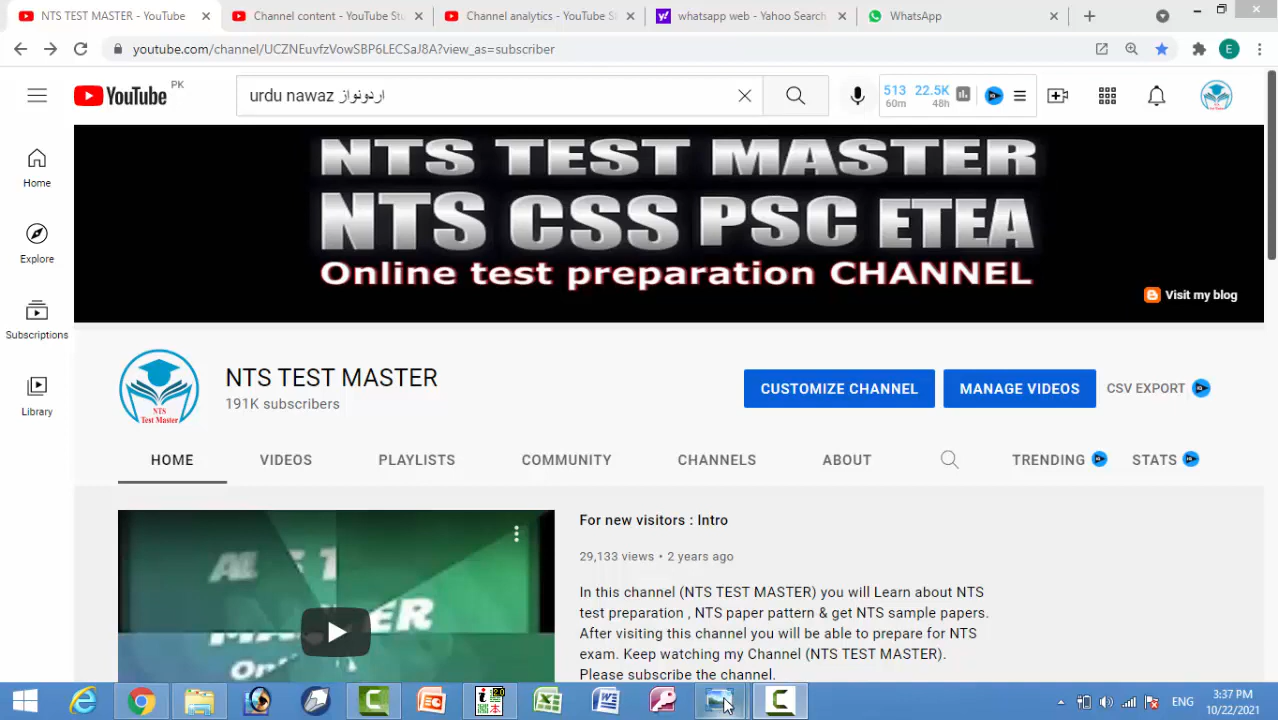 NTS TEST MASTER - YouTube
Channel content - YouTube S
Channel analytics - YouTube S
whatsapp web - Yahoo Search
WhatsApp
youtube.com/channel/UCZNEuvfzVowSBP6LECSaJ8A?view_as=subscriber
E
YouTube PK
urdu nawaz اردونواز
513 22.5K
60m 48h
NTS TEST MASTER
NTS CSS PSC ETEA
Online test preparation CHANNEL
Visit my blog
Home
Explore
Subscriptions
Library
NTS
Test Master
NTS TEST MASTER
191K subscribers
CUSTOMIZE CHANNEL
MANAGE VIDEOS
CSV EXPORT
HOME
VIDEOS
PLAYLISTS
COMMUNITY
CHANNELS
ABOUT
TRENDING
STATS
For new visitors : Intro
29,133 views • 2 years ago
In this channel (NTS TEST MASTER) you will Learn about NTS
test preparation , NTS paper pattern & get NTS sample papers.
After visiting this channel you will be able to prepare for NTS
exam. Keep watching my Channel (NTS TEST MASTER).
Please subscribe the channel.
ENG
3:37 PM
10/22/2021